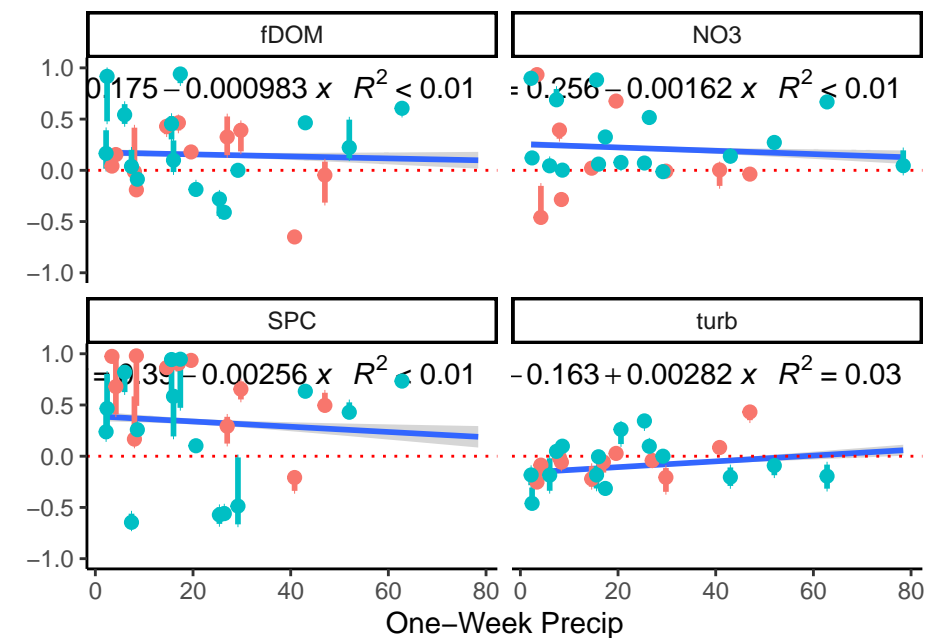 fDOM
NO3
1.0
0.5
0.0
−0.5
−1.0
0.175 − 0.000983 x R² < 0.01
= 0.256 − 0.00162 x R² < 0.01
SPC
turb
1.0
0.5
0.0
−0.5
−1.0
= 0.39 − 0.00256 x R² < 0.01
−0.163 + 0.00282 x R² = 0.03
0 20 40 60 80
0 20 40 60 80
One−Week Precip